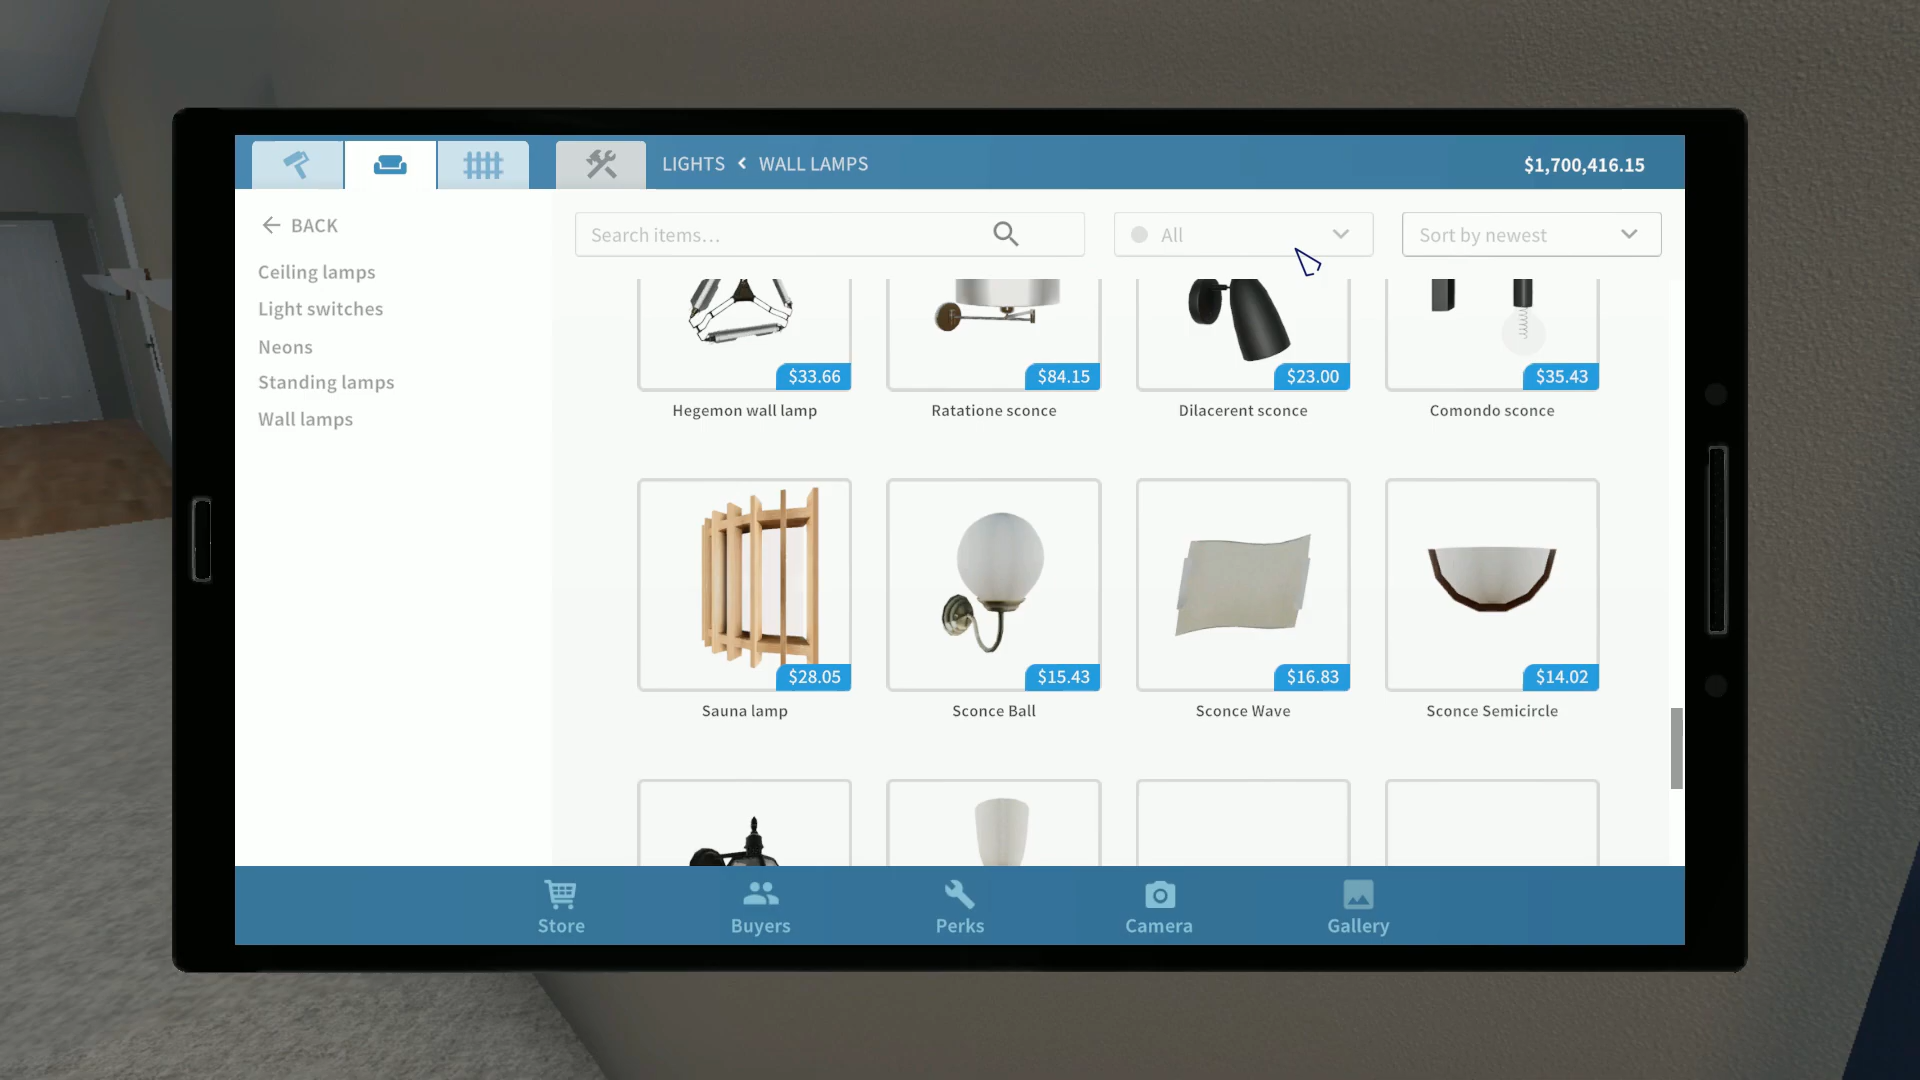 LIGHTS < WALL LAMPS
$1,700,416.15
BACK
Ceiling lamps
Light switches
Neons
Standing lamps
Wall lamps
Search items...
All
Sort by newest
$33.66
$84.15
$23.00
$35.43
Hegemon wall lamp
Ratatione sconce
Dilacerent sconce
Comondo sconce
$28.05
$15.43
$16.83
$14.02
Sauna lamp
Sconce Ball
Sconce Wave
Sconce Semicircle
Store
Buyers
Perks
Camera
Gallery